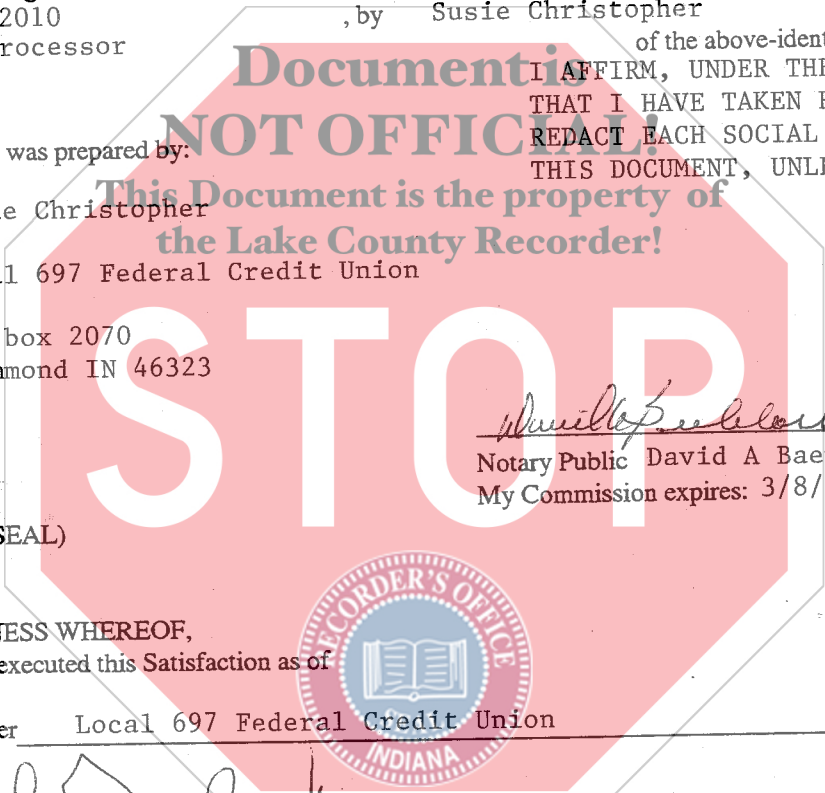 2010 , by Susie Christopher
rocessor
of the above-ident
Document is
I AFFIRM, UNDER THE
THAT I HAVE TAKEN
NOT OFFICIAL!
REDACT EACH SOCIAL
was prepared by:
THIS DOCUMENT, UNLE
This Document is the property of
e Christopher
the Lake County Recorder!
l 697 Federal Credit Union
box 2070
mond IN 46323
STOP
Notary Public David A Bae
My Commission expires: 3/8/
SEAL)
RECORDER'S OFFICE
INDIANA
ESS WHEREOF,
executed this Satisfaction as of
er Local 697 Federal Credit Union